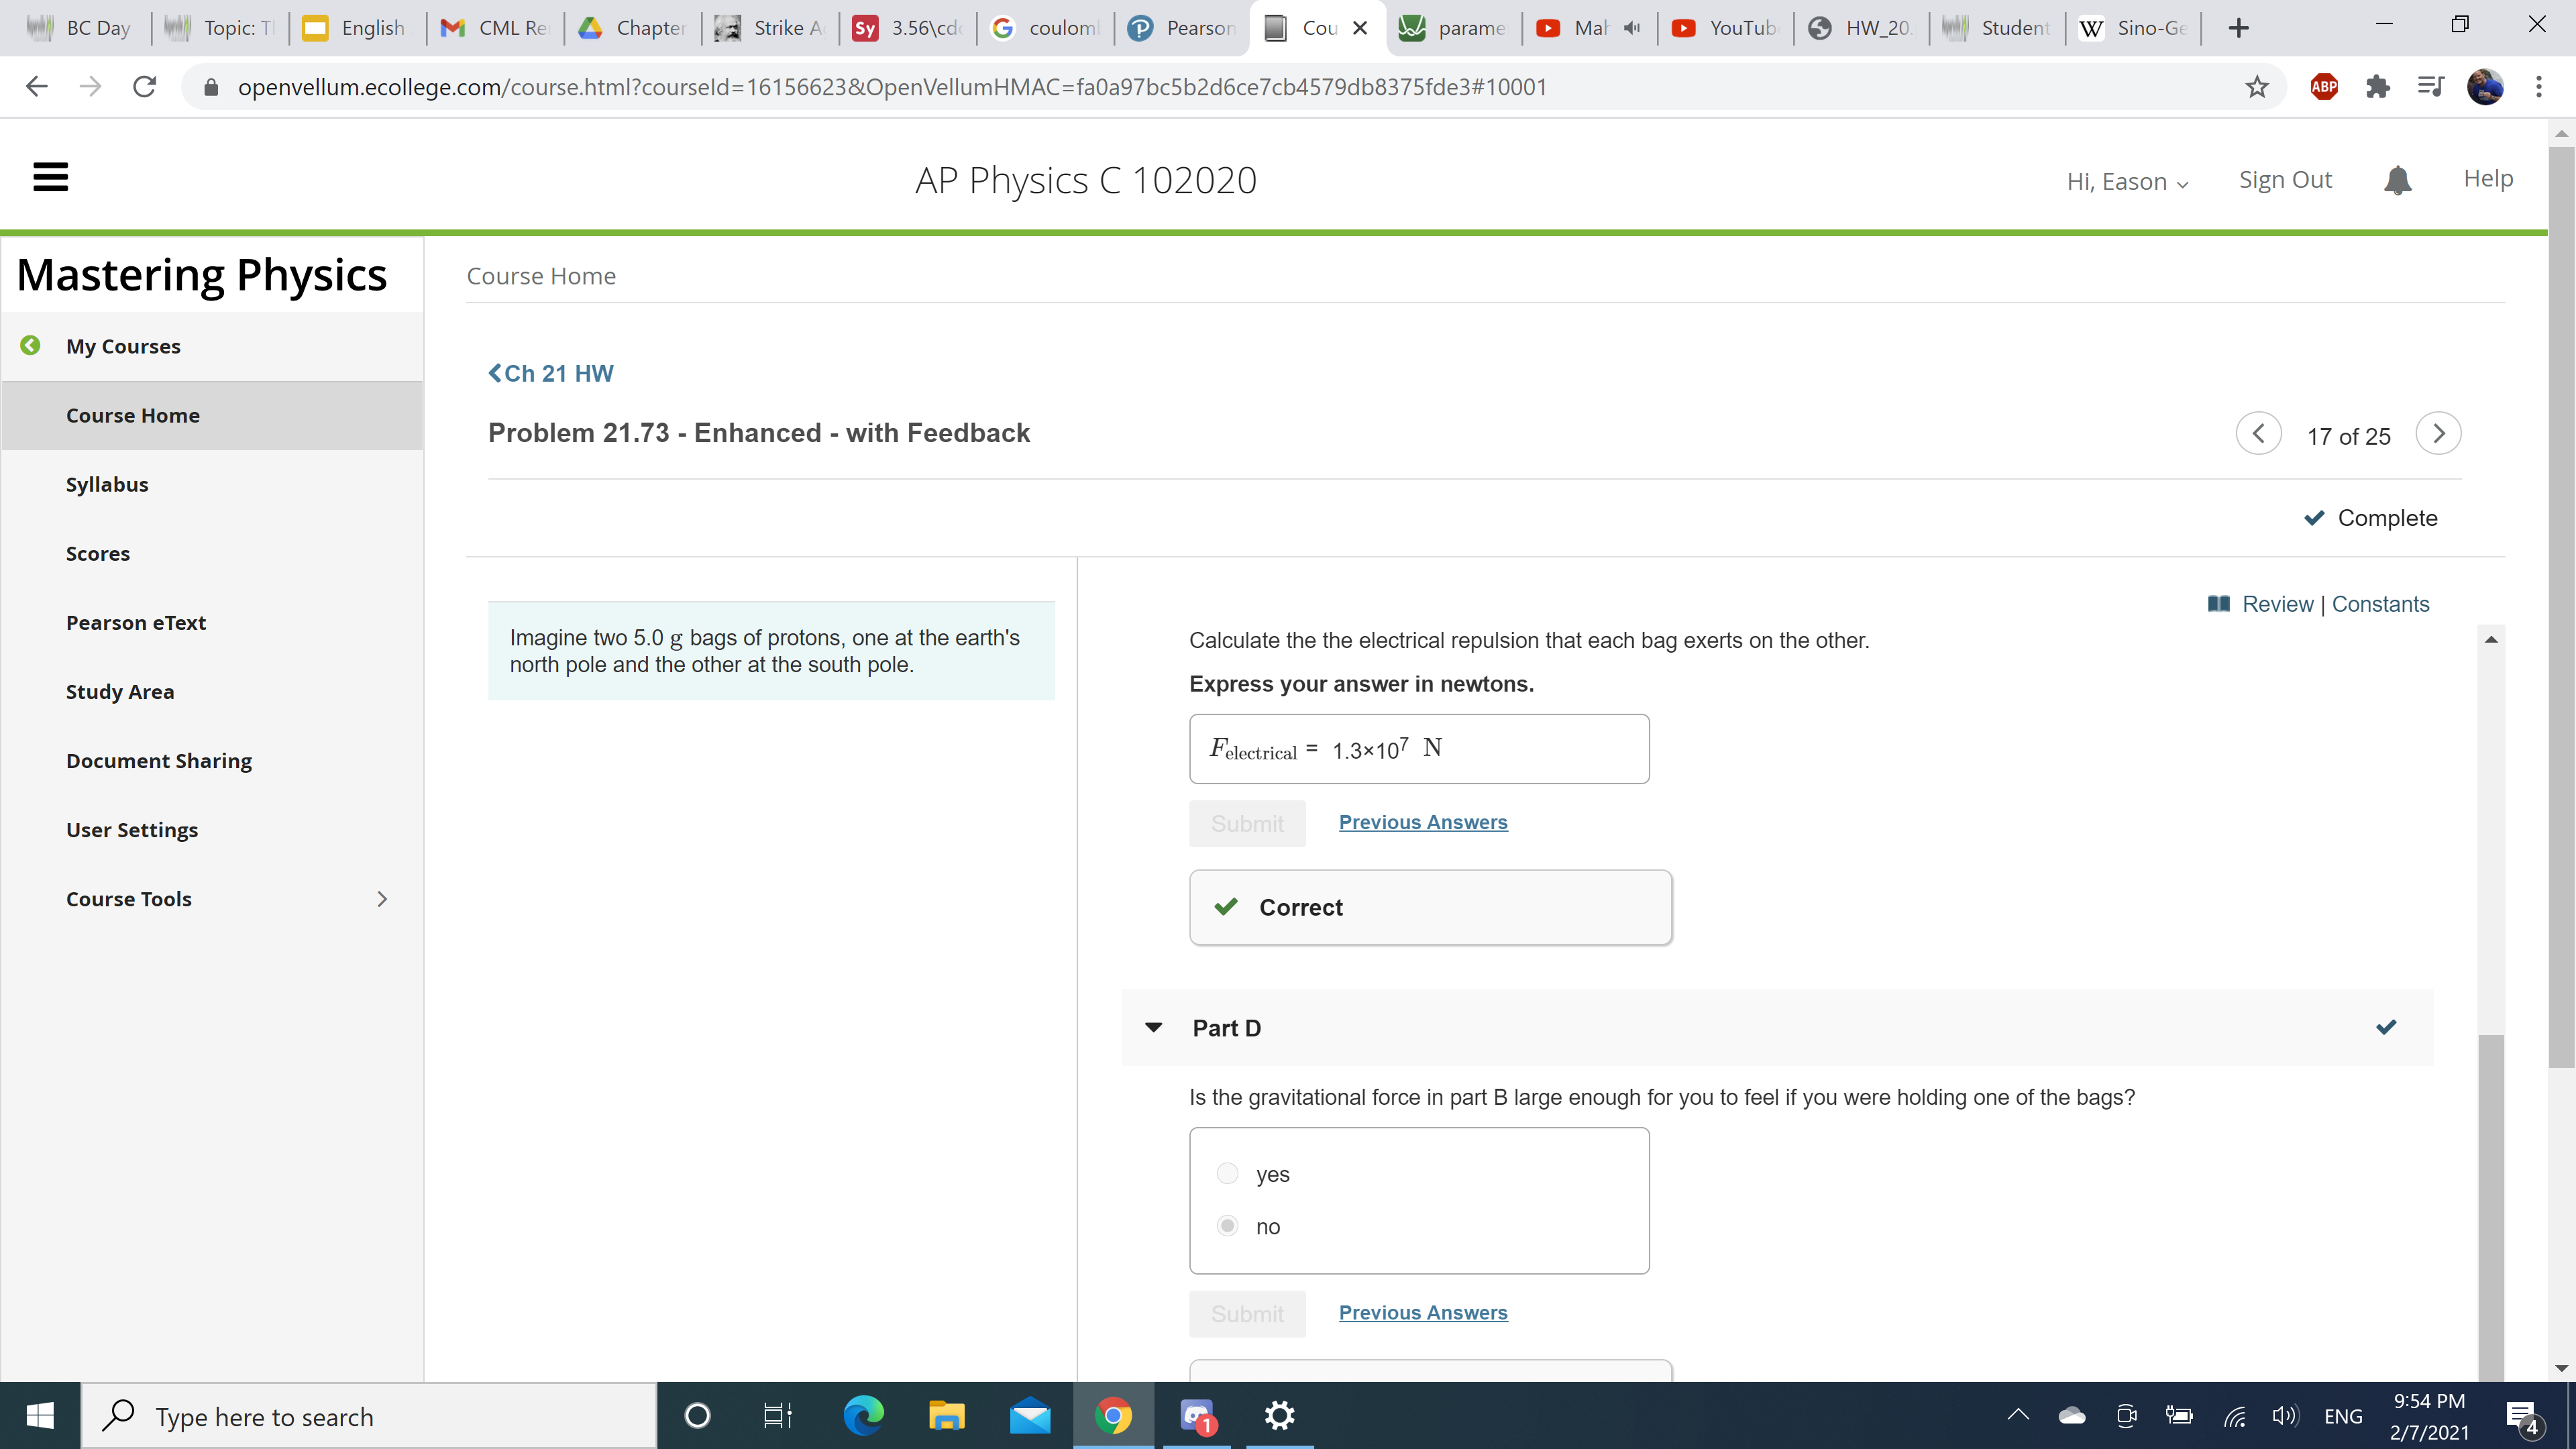 BC Day
Topic: T
English
CML Re
Chapter
Strike A
Sy 3.56\cd
coulom
Pearson
Cou
parame
Mah
YouTub
HW_20.
Student
W Sino-Ge
openvellum.ecollege.com/course.html?courseId=16156623&OpenVellumHMAC=fa0a97bc5b2d6ce7cb4579db8375fde3#10001
ABP
AP Physics C 102020
Hi, Eason
Sign Out
Help
Mastering Physics
My Courses
Course Home
Syllabus
Scores
Pearson eText
Study Area
Document Sharing
User Settings
Course Tools
Course Home
Ch 21 HW
Problem 21.73 - Enhanced - with Feedback
17 of 25
Complete
Imagine two 5.0 g bags of protons, one at the earth's
north pole and the other at the south pole.
Review | Constants
Calculate the the electrical repulsion that each bag exerts on the other.
Express your answer in newtons.
Felectrical = 1.3×10⁷ N
Submit
Previous Answers
Correct
Part D
Is the gravitational force in part B large enough for you to feel if you were holding one of the bags?
yes
no
Submit
Previous Answers
Type here to search
1
ENG
9:54 PM
2/7/2021
4